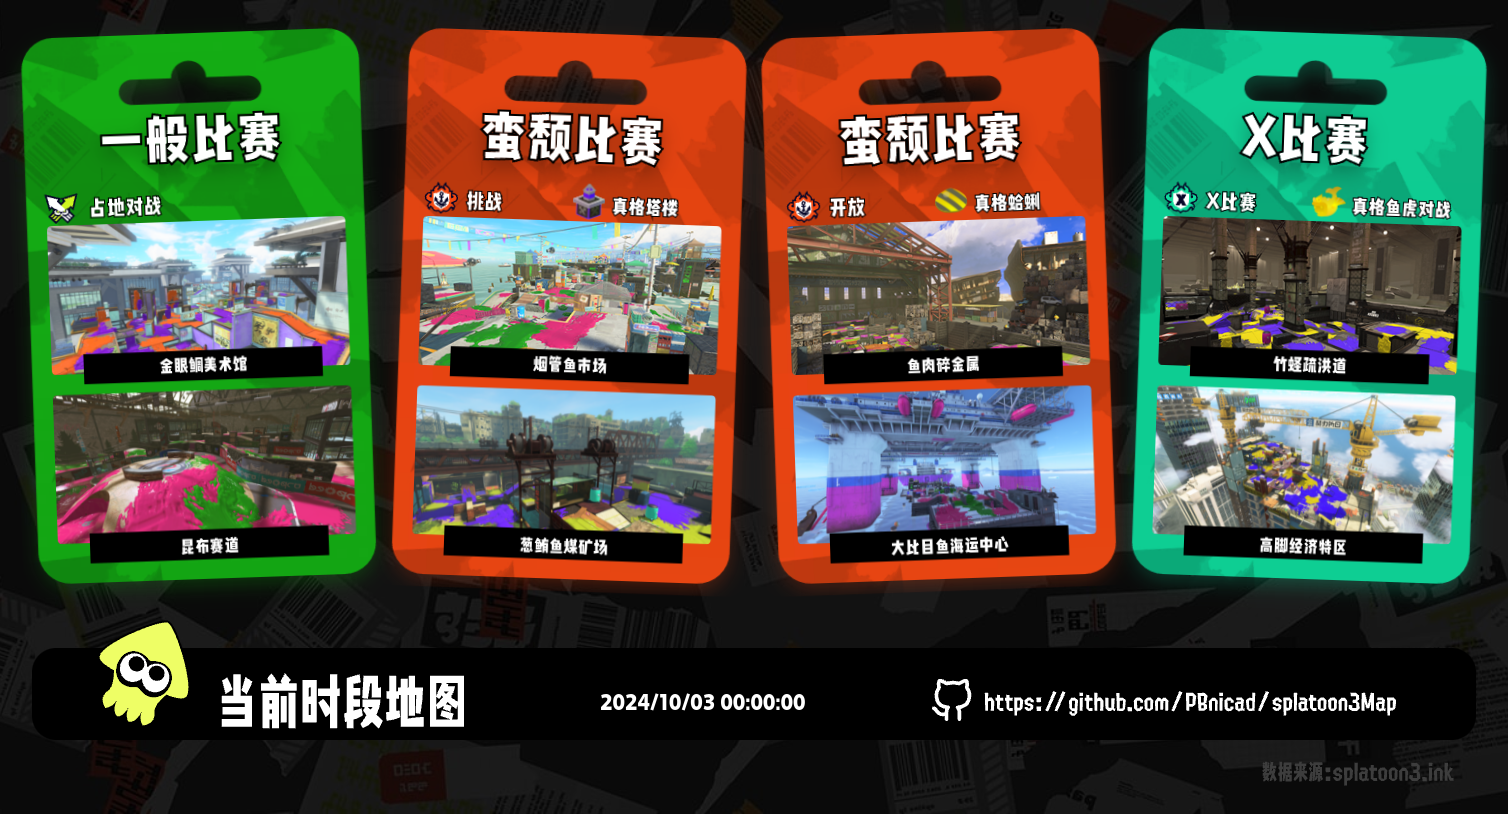 一般比赛
占地对战
金眼鲷美术馆
昆布赛道
蛮颓比赛
挑战
真格塔楼
烟管鱼市场
葱鲔鱼煤矿场
蛮颓比赛
开放
真格蛤蜊
鱼肉碎金属
大比目鱼海运中心
X比赛
X比赛
真格鱼虎对战
竹蛏疏洪道
高脚经济特区
当前时段地图
2024/10/03 00:00:00
https://github.com/PBnicad/splatoon3Map
数据来源:splatoon3.ink